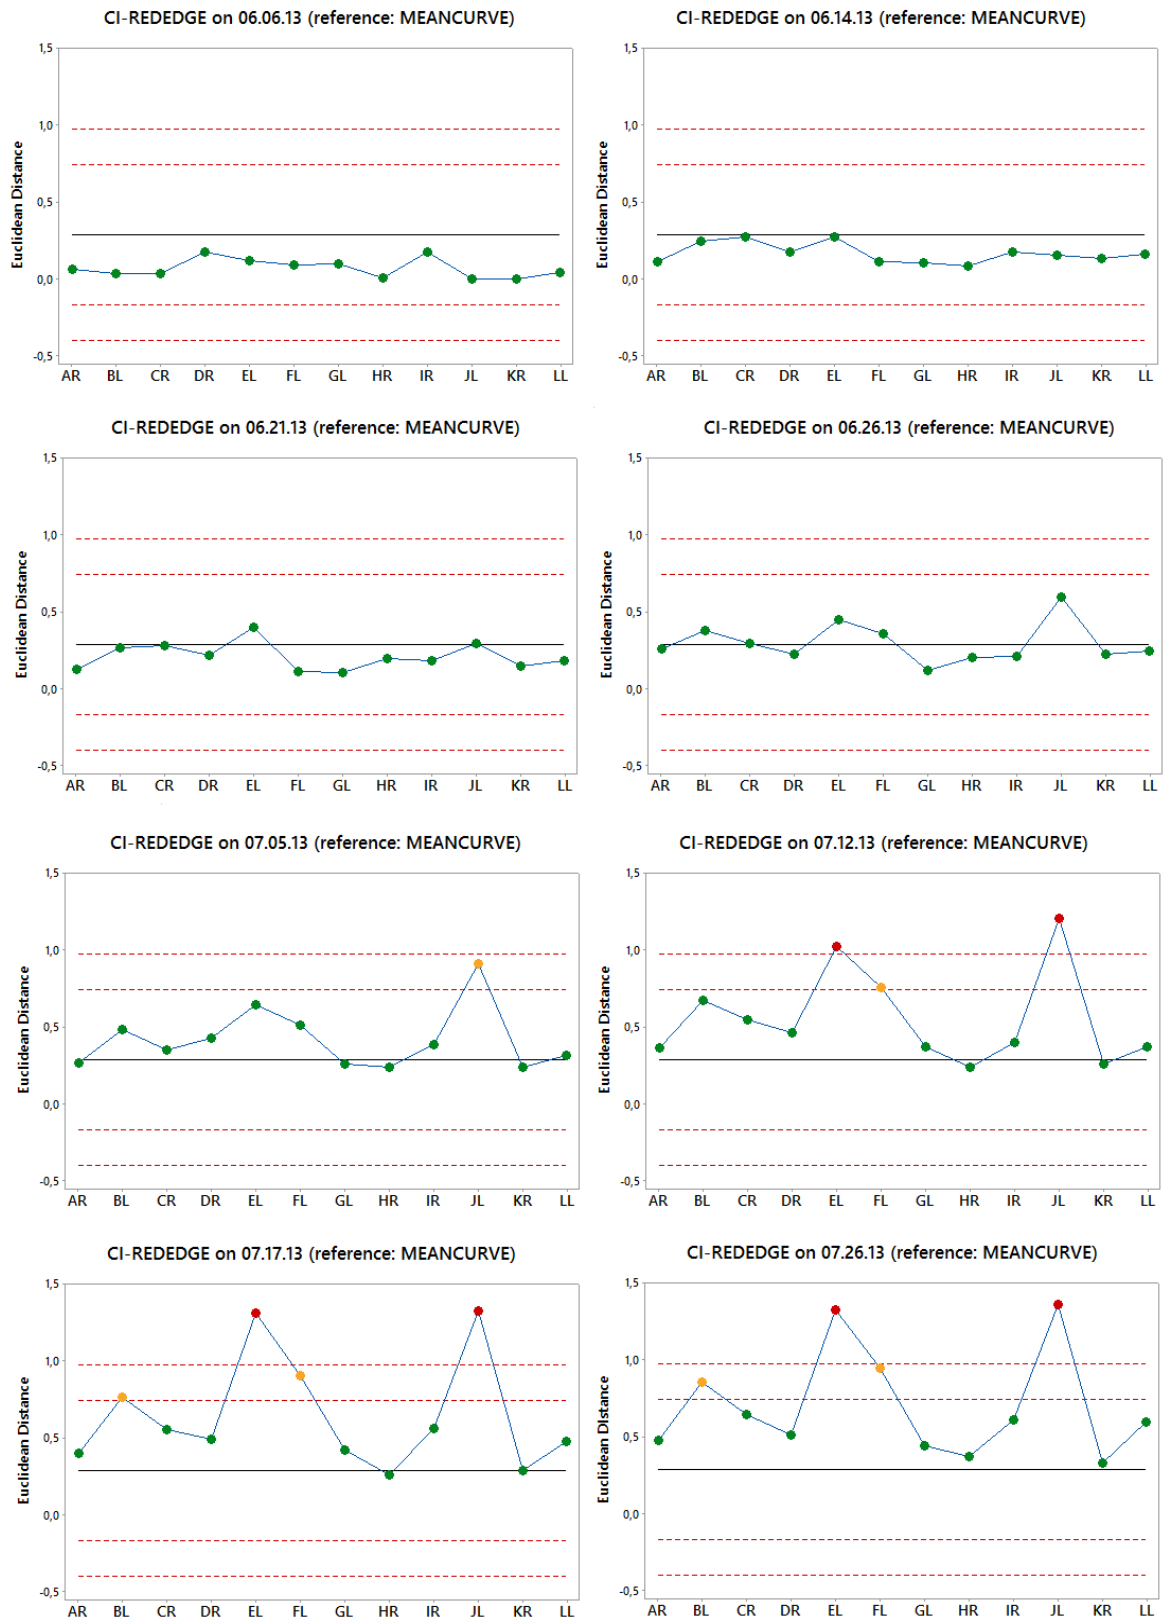 CI-REDEDGE on 06.06.13 (reference: MEANCURVE)
Euclidean Distance
1,5
1,0
0,5
0,0
-0,5
AR BL CR DR EL FL GL HR IR JL KR LL
CI-REDEDGE on 06.14.13 (reference: MEANCURVE)
Euclidean Distance
1,5
1,0
0,5
0,0
-0,5
AR BL CR DR EL FL GL HR IR JL KR LL
CI-REDEDGE on 06.21.13 (reference: MEANCURVE)
Euclidean Distance
1,5
1,0
0,5
0,0
-0,5
AR BL CR DR EL FL GL HR IR JL KR LL
CI-REDEDGE on 06.26.13 (reference: MEANCURVE)
Euclidean Distance
1,5
1,0
0,5
0,0
-0,5
AR BL CR DR EL FL GL HR IR JL KR LL
CI-REDEDGE on 07.05.13 (reference: MEANCURVE)
Euclidean Distance
1,5
1,0
0,5
0,0
-0,5
AR BL CR DR EL FL GL HR IR JL KR LL
CI-REDEDGE on 07.12.13 (reference: MEANCURVE)
Euclidean Distance
1,5
1,0
0,5
0,0
-0,5
AR BL CR DR EL FL GL HR IR JL KR LL
CI-REDEDGE on 07.17.13 (reference: MEANCURVE)
Euclidean Distance
1,5
1,0
0,5
0,0
-0,5
AR BL CR DR EL FL GL HR IR JL KR LL
CI-REDEDGE on 07.26.13 (reference: MEANCURVE)
Euclidean Distance
1,5
1,0
0,5
0,0
-0,5
AR BL CR DR EL FL GL HR IR JL KR LL